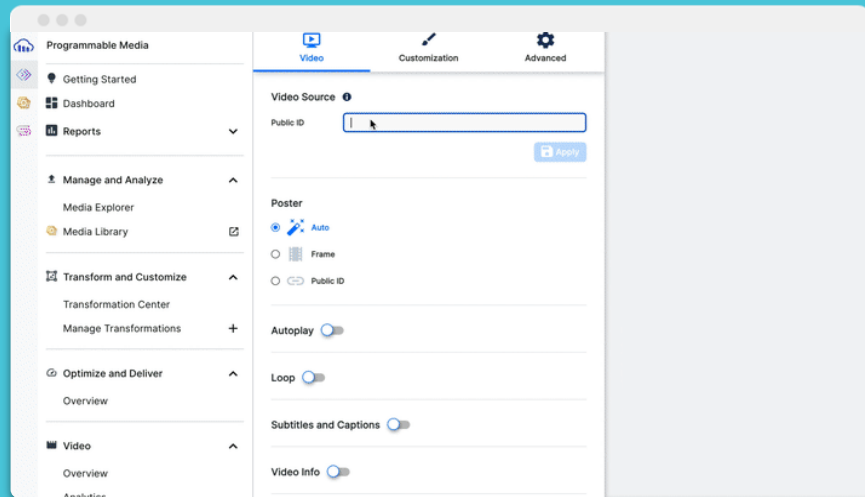 Programmable Media
Getting Started
Dashboard
Reports
Manage and Analyze
Media Explorer
Media Library
Transform and Customize
Transformation Center
Manage Transformations
Optimize and Deliver
Overview
Video
Overview
Analytics
Video
Customization
Advanced
Video Source
Public ID
Apply
Poster
Auto
Frame
Public ID
Autoplay
Loop
Subtitles and Captions
Video Info